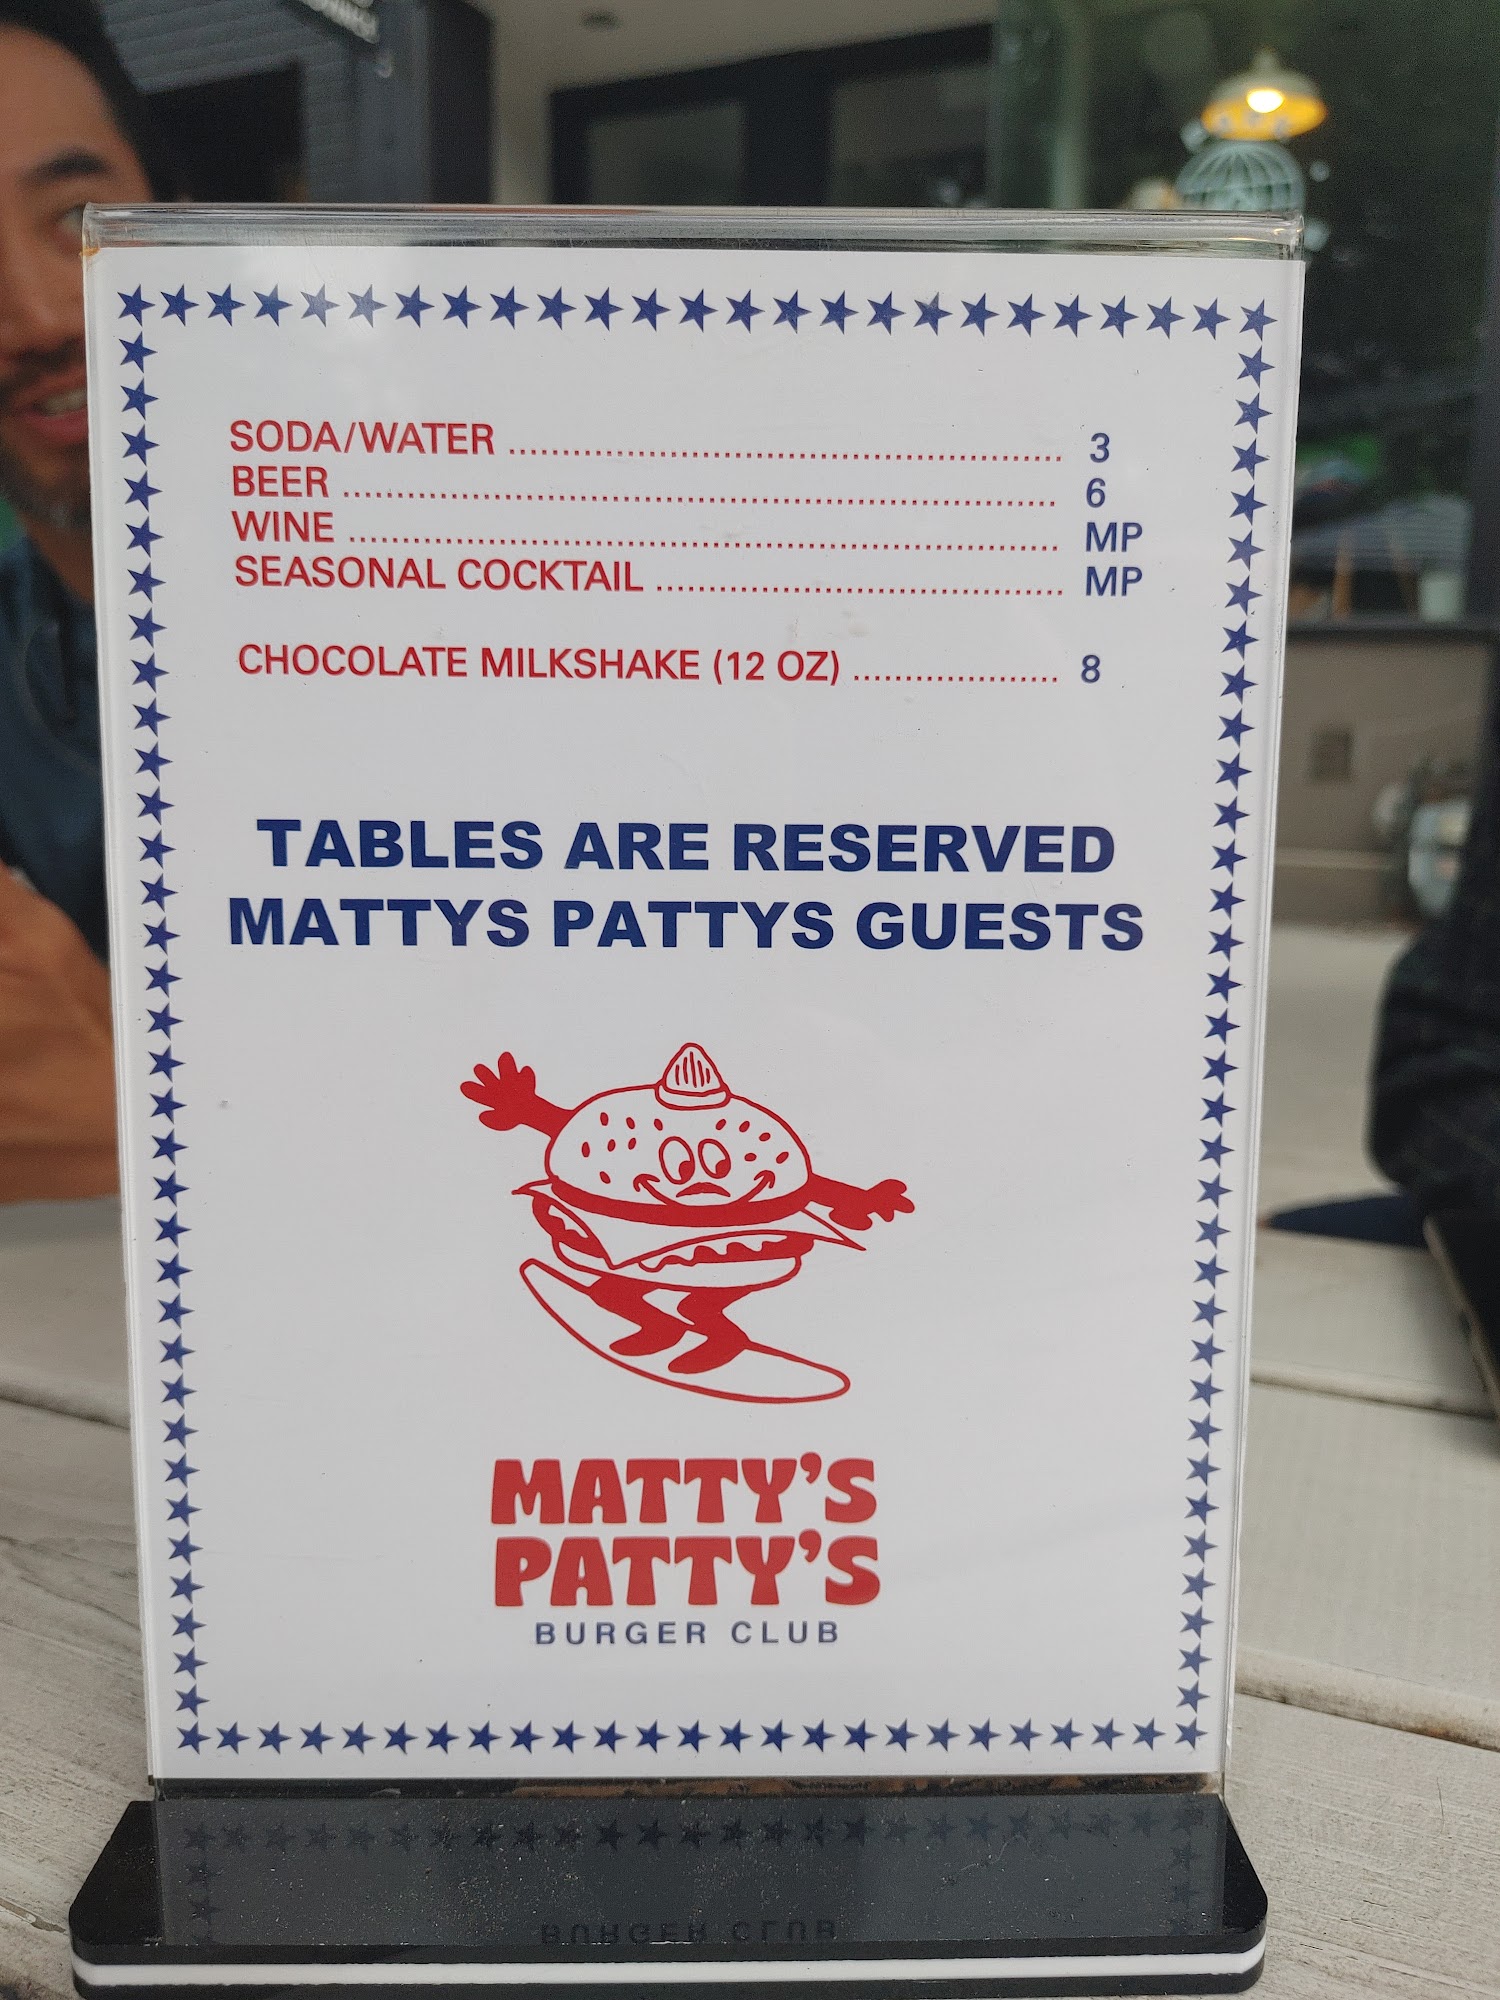 SODA/WATER ........................................................ 3
BEER ........................................................ 6
WINE ........................................................ MP
SEASONAL COCKTAIL ........................................ MP
CHOCOLATE MILKSHAKE (12 OZ) .................... 8
TABLES ARE RESERVED
MATTYS PATTYS GUESTS
MATTY'S
PATTY'S
BURGER CLUB